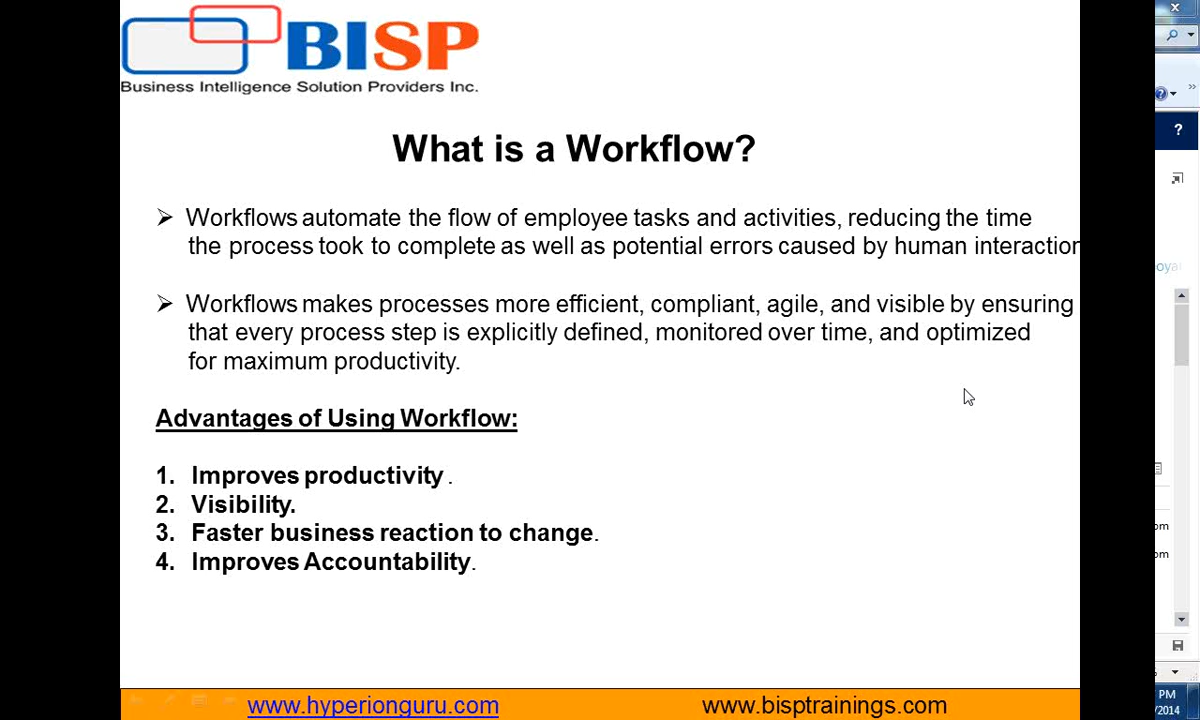 BISP
Business Intelligence Solution Providers Inc.
What is a Workflow?
➢ Workflows automate the flow of employee tasks and activities, reducing the time
the process took to complete as well as potential errors caused by human interaction
➢ Workflows makes processes more efficient, compliant, agile, and visible by ensuring
that every process step is explicitly defined, monitored over time, and optimized
for maximum productivity.
Advantages of Using Workflow:
1. Improves productivity .
2. Visibility.
3. Faster business reaction to change.
4. Improves Accountability.
www.hyperionguru.com
www.bisptrainings.com
?
om
om
PM
/2014